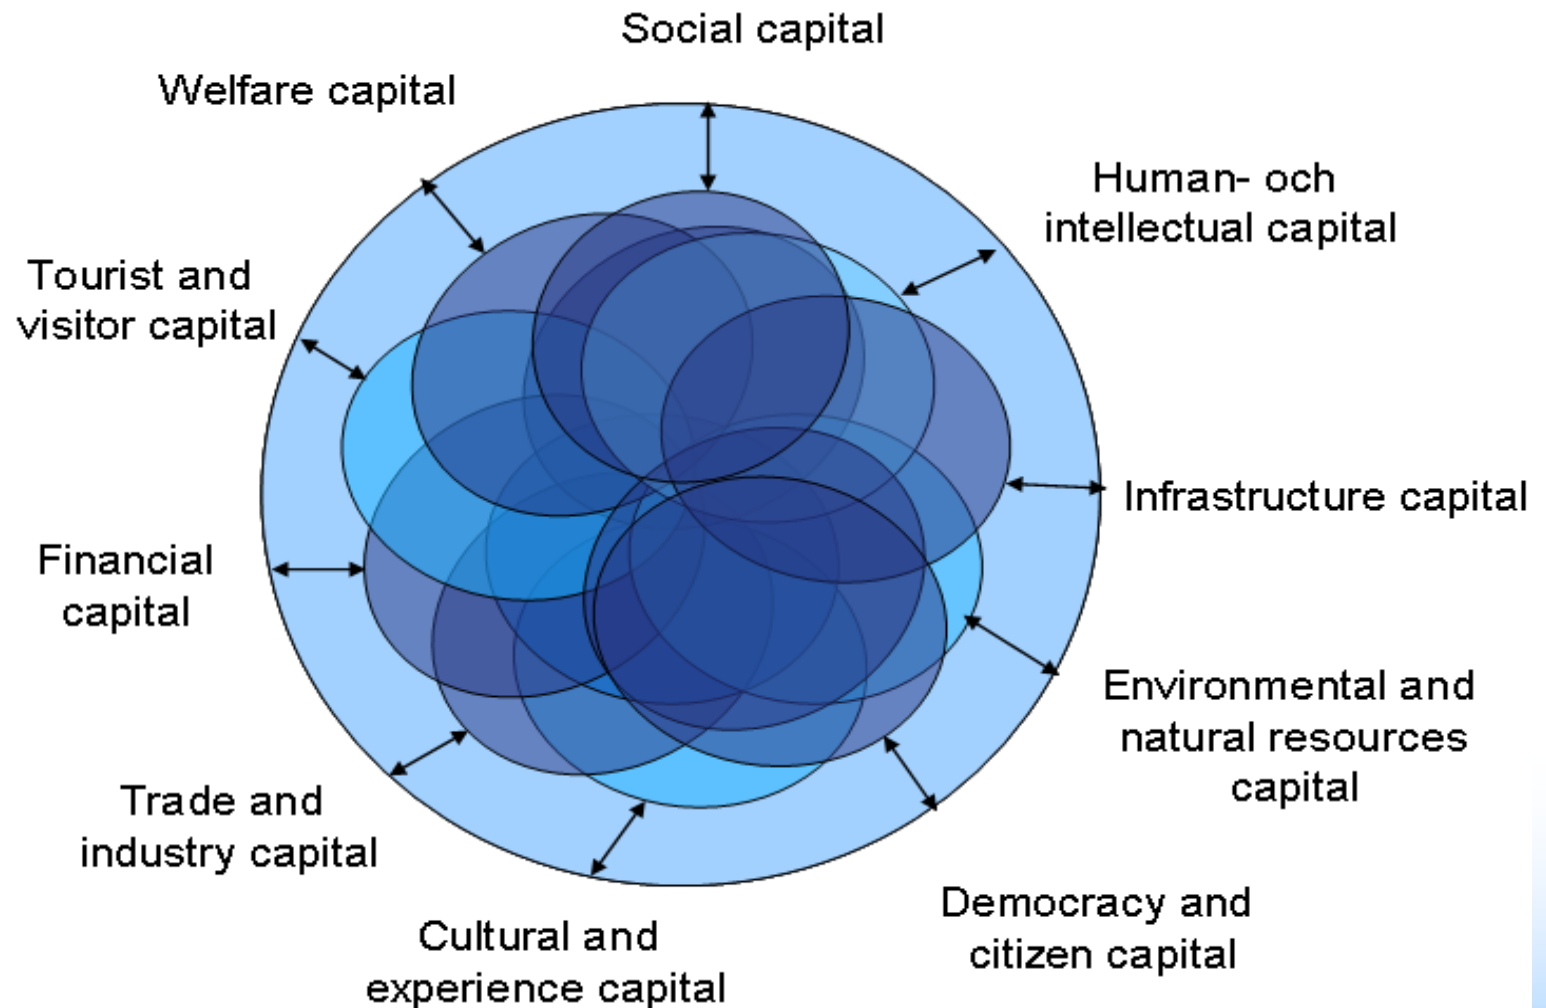 Social capital
Welfare capital
Human- och
intellectual capital
Tourist and
visitor capital
Infrastructure capital
Financial
capital
Environmental and
natural resources
capital
Trade and
industry capital
Democracy and
citizen capital
Cultural and
experience capital